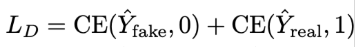 L_D = CE(Ŷ_fake, 0) + CE(Ŷ_real, 1)